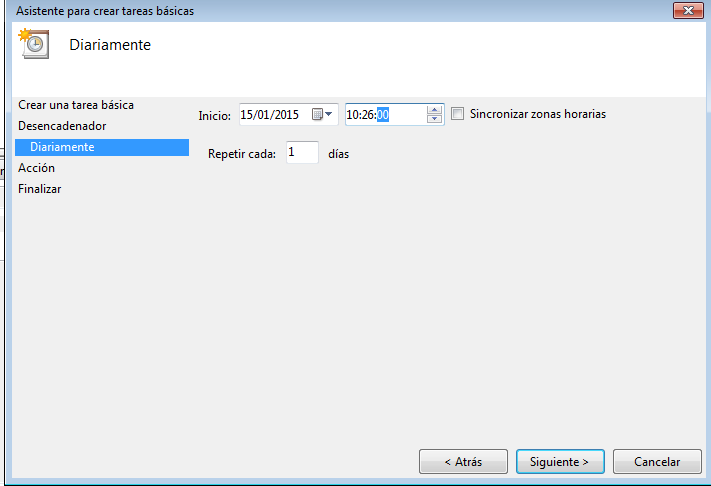 Asistente para crear tareas básicas
Diariamente
Crear una tarea básica
Desencadenador
Diariamente
Acción
Finalizar
Inicio: 15/01/2015 10:26:00 Sincronizar zonas horarias
Repetir cada: 1 días
< Atrás Siguiente > Cancelar